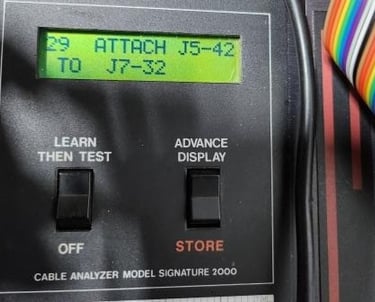 29 ATTACH J5-42
TO J7-32
LEARN
THEN TEST
ADVANCE
DISPLAY
OFF
STORE
CABLE ANALYZER MODEL SIGNATURE 2000